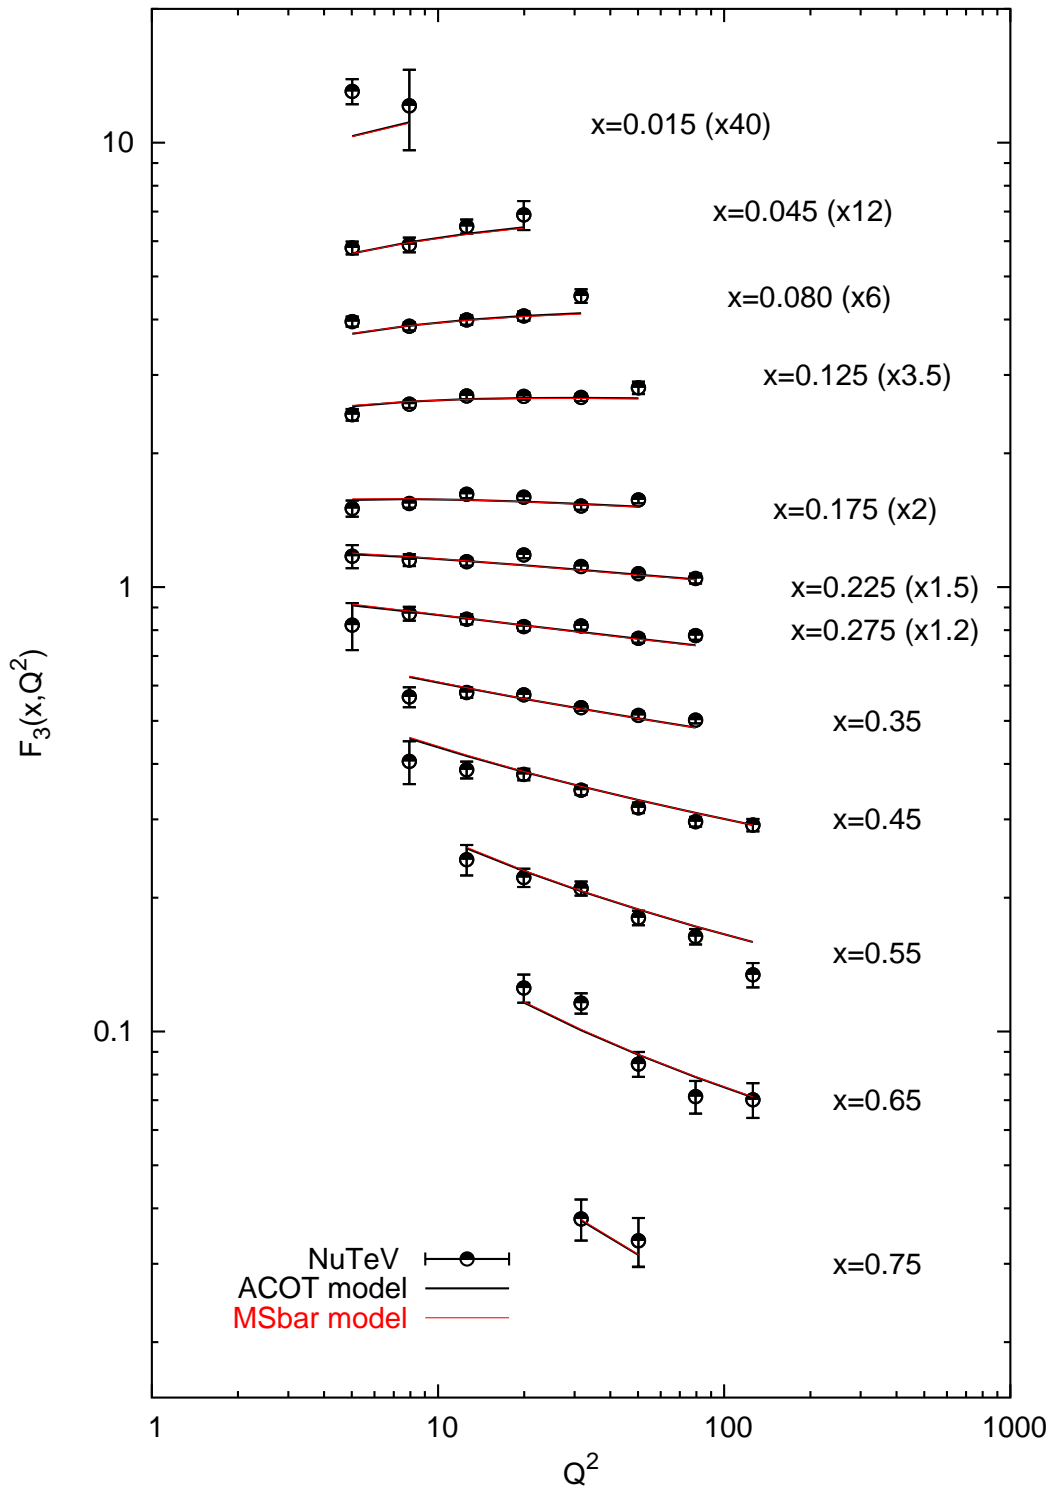 10
1
0.1
F3(x,Q²)
x=0.015 (x40)
x=0.045 (x12)
x=0.080 (x6)
x=0.125 (x3.5)
x=0.175 (x2)
x=0.225 (x1.5)
x=0.275 (x1.2)
x=0.35
x=0.45
x=0.55
x=0.65
x=0.75
NuTeV
ACOT model
MSbar model
1 10 100 1000
Q²